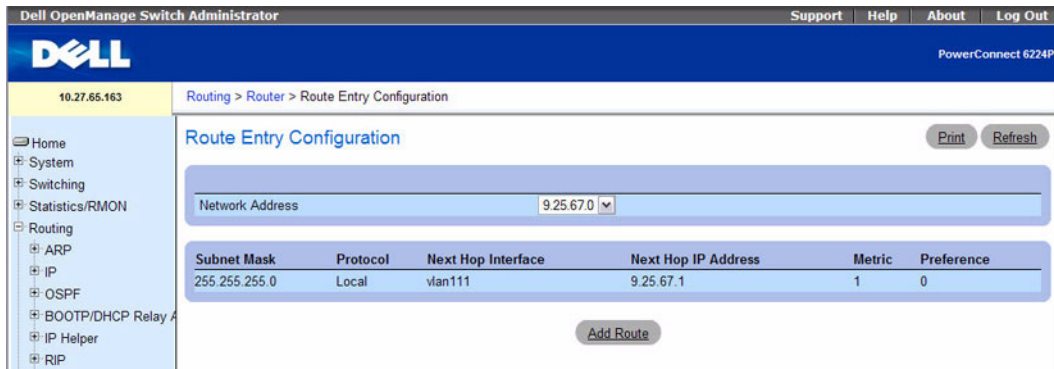 Dell OpenManage Switch Administrator Support Help About Log Out
DELL
PowerConnect 6224P
10.27.65.163 Routing > Router > Route Entry Configuration
Home
Route Entry Configuration Print Refresh
System
Switching
Statistics/RMON Network Address 9.25.67.0
Routing
ARP
Subnet Mask Protocol Next Hop Interface Next Hop IP Address Metric Preference
IP
255.255.255.0 Local vlan111 9.25.67.1 1 0
OSPF
BOOTP/DHCP Relay A
IP Helper Add Route
RIP